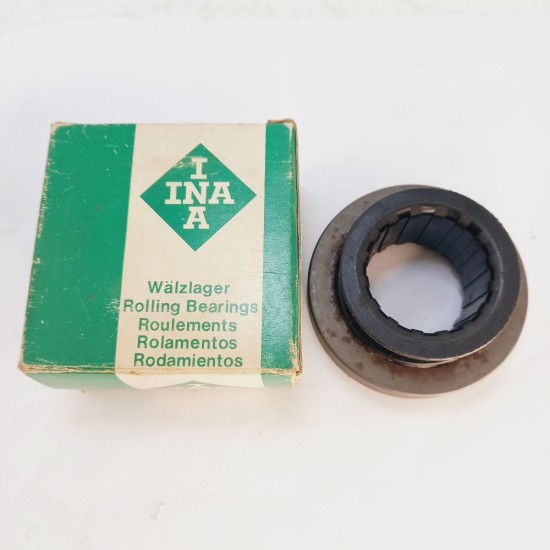 I
INA
A
Wälzlager
Rolling Bearings
Roulements
Rolamentos
Rodamientos